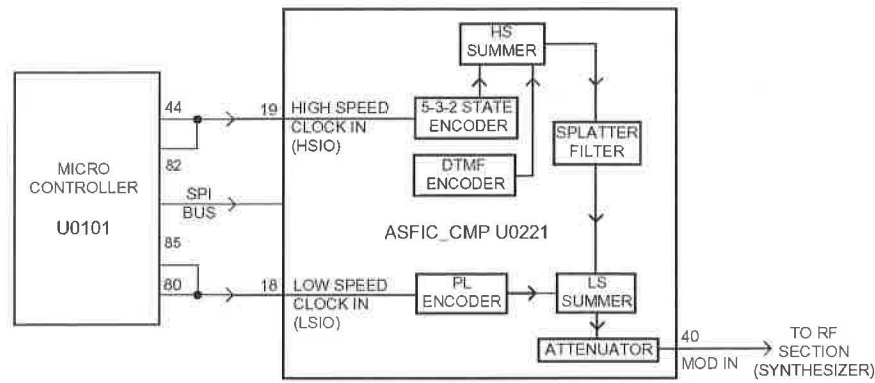 HS
SUMMER
44
19
HIGH SPEED
CLOCK IN
(HSIO)
5-3-2 STATE
ENCODER
SPLATTER
FILTER
82
DTMF
ENCODER
MICRO
CONTROLLER
U0101
SPI
BUS
ASFIC_CMP U0221
85
80
18
LOW SPEED
CLOCK IN
(LSIO)
PL
ENCODER
LS
SUMMER
ATTENUATOR
40
MOD IN
TO RF
SECTION
(SYNTHESIZER)